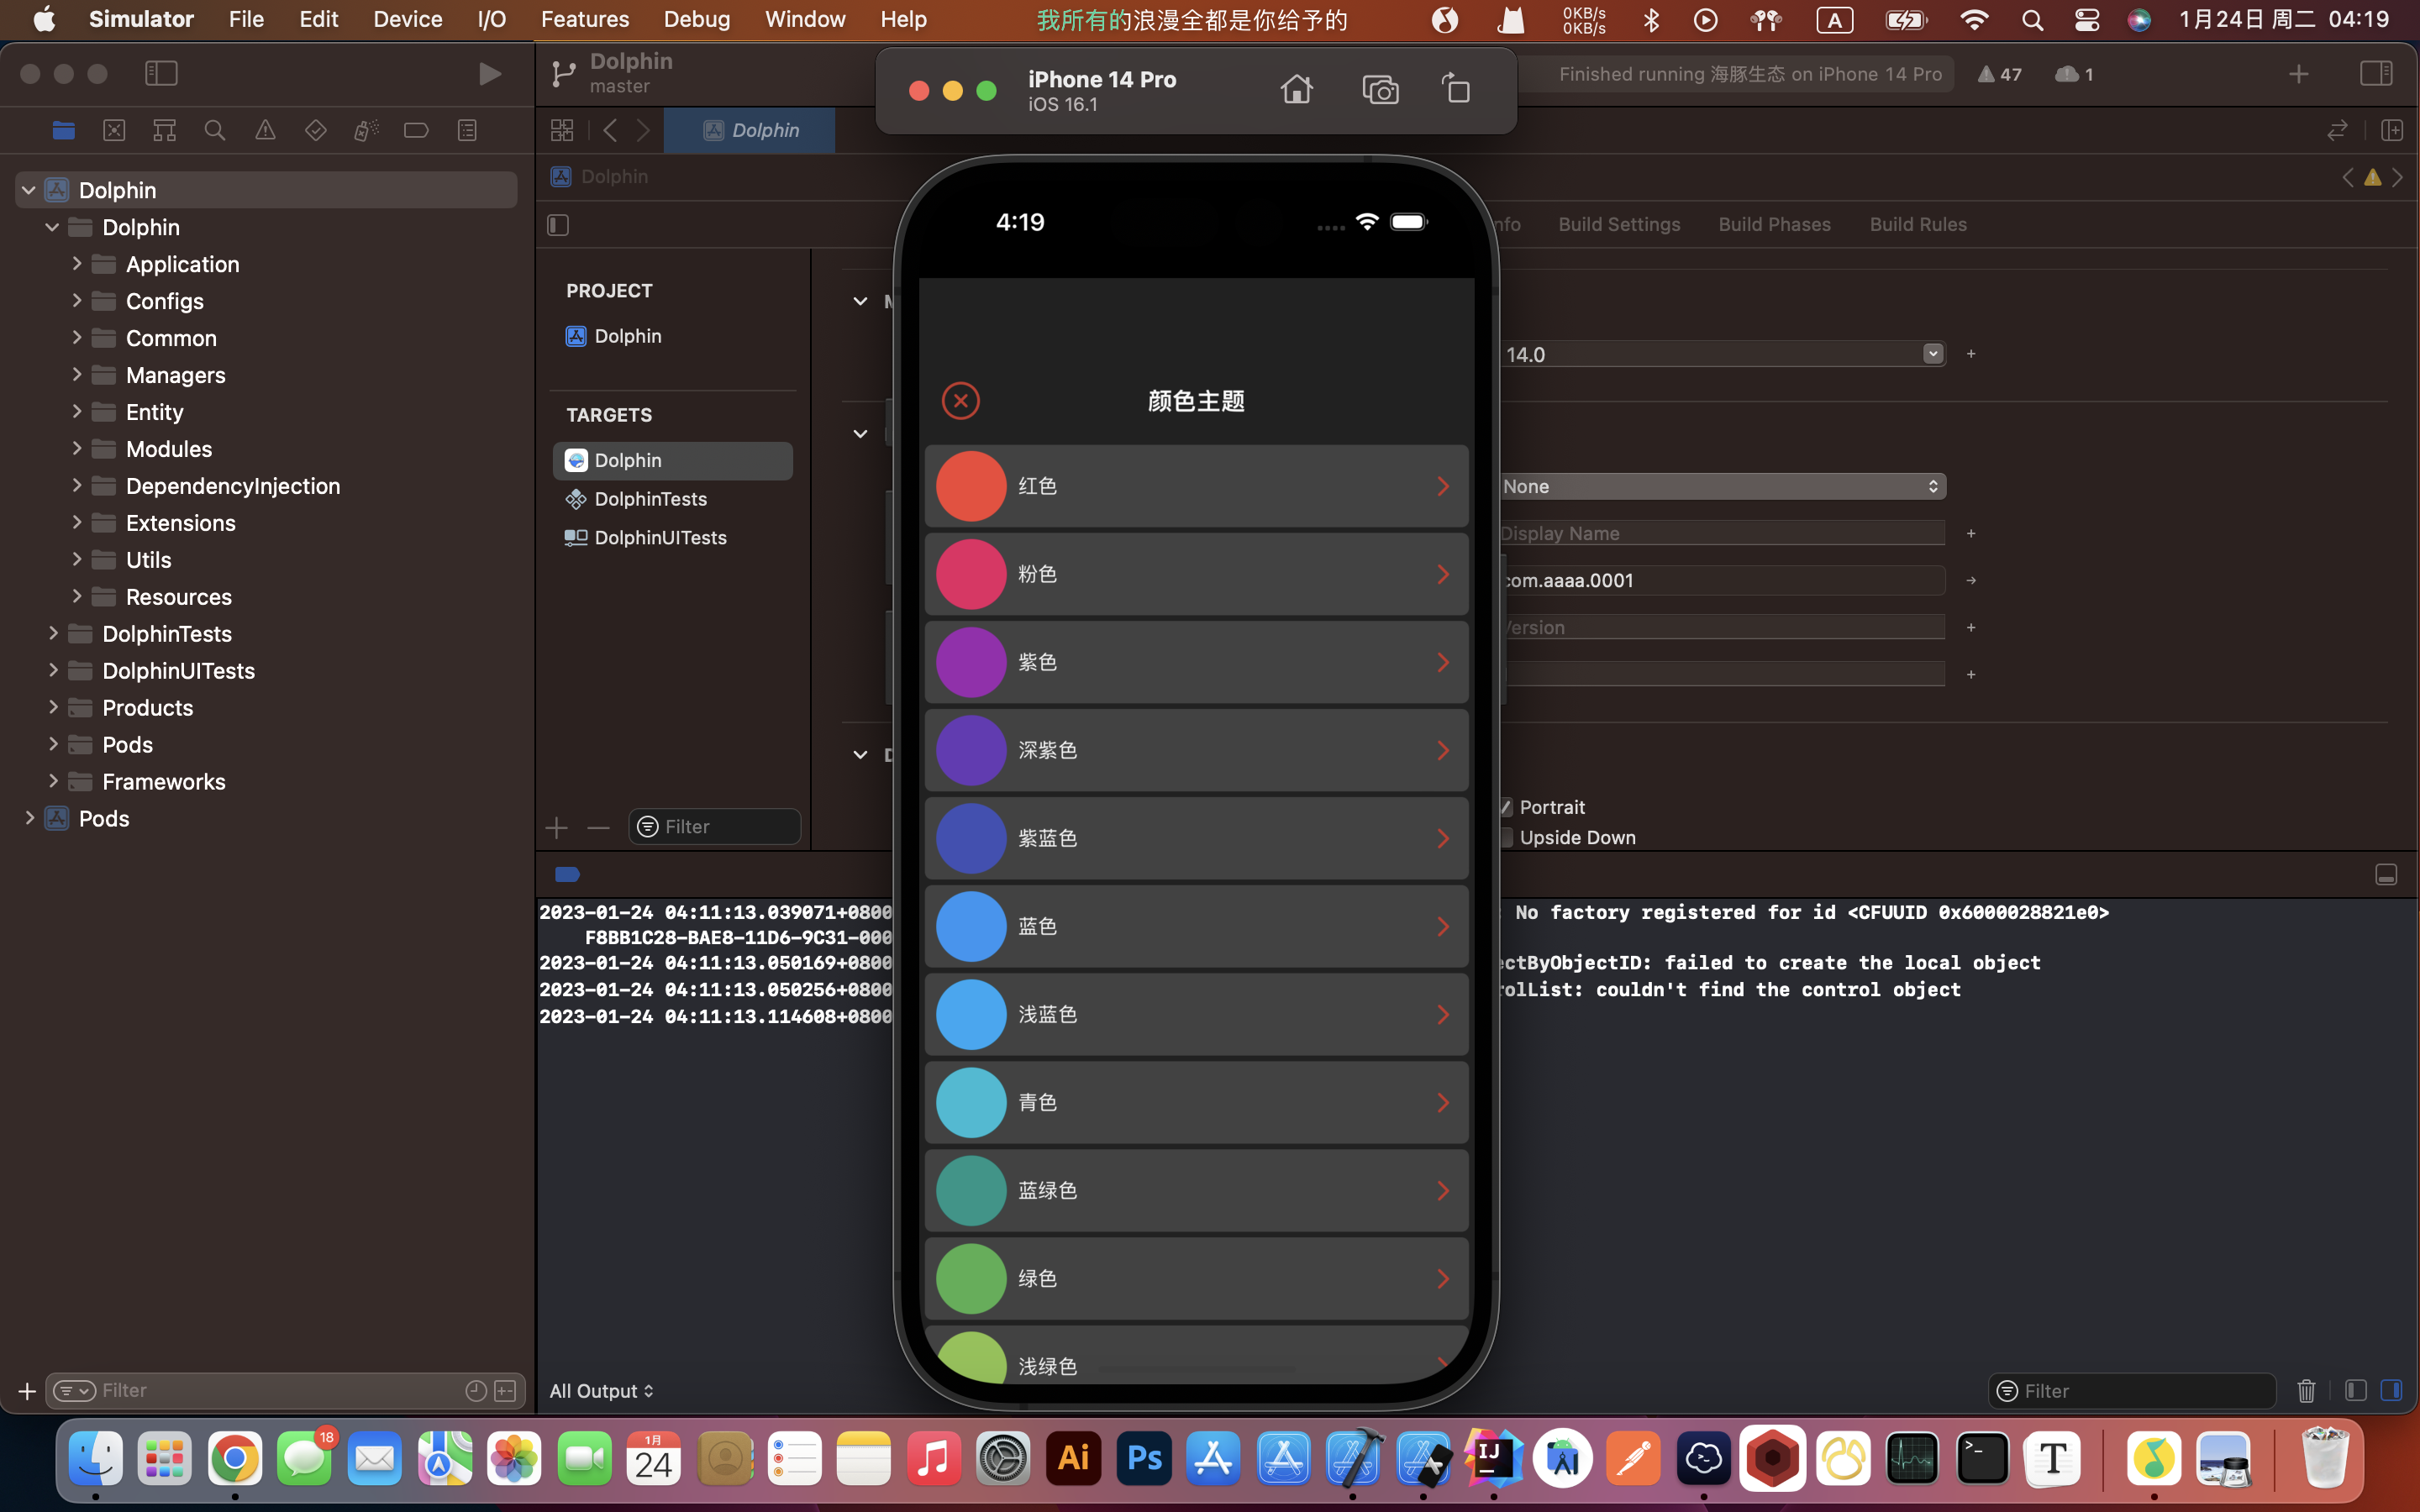 Simulator File Edit Device I/O Features Debug Window Help
我所有的浪漫全都是你给予的
0KB/s
0KB/s
A
1月24日 周二 04:19
Dolphin
master
iPhone 14 Pro
iOS 16.1
Finished running 海豚生态 on iPhone 14 Pro
47
1
Dolphin
Dolphin
Dolphin
Dolphin
Application
Configs
Common
Managers
Entity
Modules
DependencyInjection
Extensions
Utils
Resources
DolphinTests
DolphinUITests
Products
Pods
Frameworks
Pods
Filter
PROJECT
Dolphin
TARGETS
Dolphin
DolphinTests
DolphinUITests
Filter
Build Settings Build Phases Build Rules
14.0
None
Display Name
com.aaaa.0001
Version
Portrait
Upside Down
4:19
颜色主题
红色
粉色
紫色
深紫色
紫蓝色
蓝色
浅蓝色
青色
蓝绿色
绿色
浅绿色
2023-01-24 04:11:13.039071+0800 : No factory registered for id <CFUUID 0x6000028821e0>
F8BB1C28-BAE8-11D6-9C31-000
2023-01-24 04:11:13.050169+0800 ectByObjectID: failed to create the local object
2023-01-24 04:11:13.050256+0800 rolList: couldn't find the control object
2023-01-24 04:11:13.114608+0800
All Output
Filter
18
1月
24
Ai
Ps
IJ
T